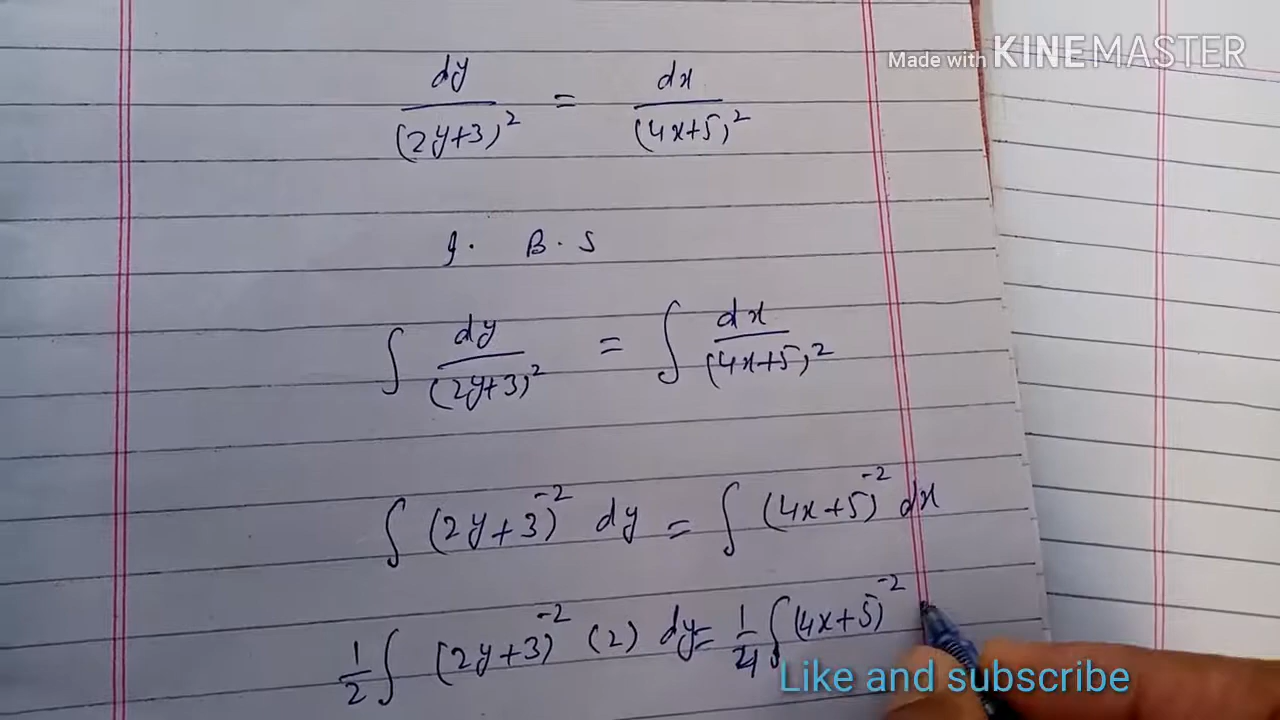 Made with KINEMASTER
dy/(2y+3)² = dx/(4x+5)²
I. B. S
∫ dy/(2y+3)² = ∫ dx/(4x+5)²
∫ (2y+3)⁻² dy = ∫ (4x+5)⁻² dx
1/2 ∫ (2y+3)⁻² (2) dy = 1/4 ∫ (4x+5)⁻²
Like and subscribe